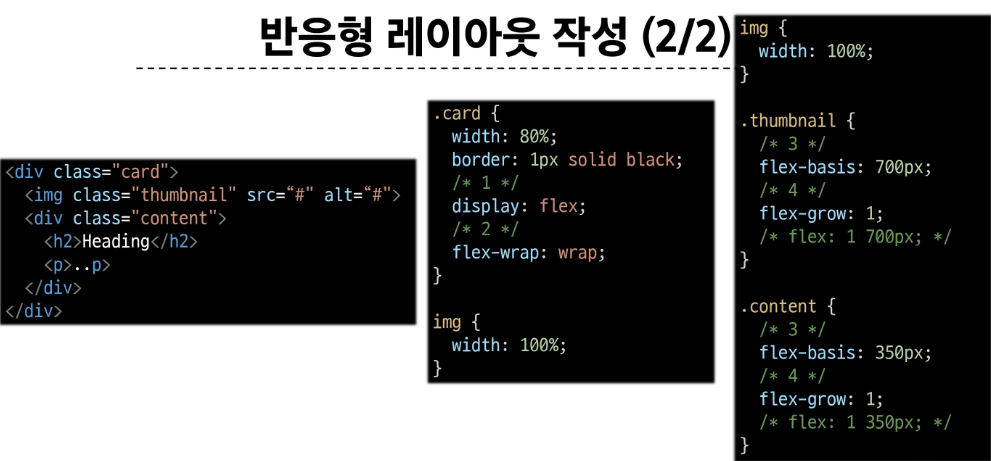 반응형 레이아웃 작성 (2/2)
<div class="card">
  <img class="thumbnail" src=“#" alt=“#">
  <div class="content">
    <h2>Heading</h2>
    <p>..p>
  </div>
</div>
.card {
  width: 80%;
  border: 1px solid black;
  /* 1 */
  display: flex;
  /* 2 */
  flex-wrap: wrap;
}
img {
  width: 100%;
}
img {
  width: 100%;
}
.thumbnail {
  /* 3 */
  flex-basis: 700px;
  /* 4 */
  flex-grow: 1;
  /* flex: 1 700px; */
}
.content {
  /* 3 */
  flex-basis: 350px;
  /* 4 */
  flex-grow: 1;
  /* flex: 1 350px; */
}